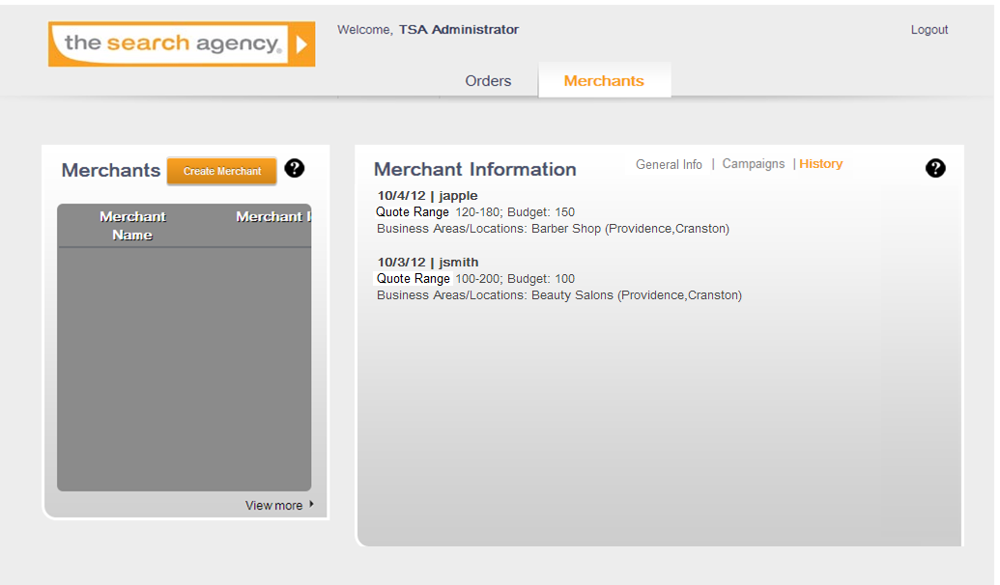 the search agency®
Welcome, TSA Administrator
Logout
Orders
Merchants
Merchants
Create Merchant
?
Merchant Name
Merchant I
View more
Merchant Information
General Info | Campaigns | History
?
10/4/12 | japple
Quote Range 120-180; Budget: 150
Business Areas/Locations: Barber Shop (Providence,Cranston)
10/3/12 | jsmith
Quote Range 100-200; Budget: 100
Business Areas/Locations: Beauty Salons (Providence,Cranston)